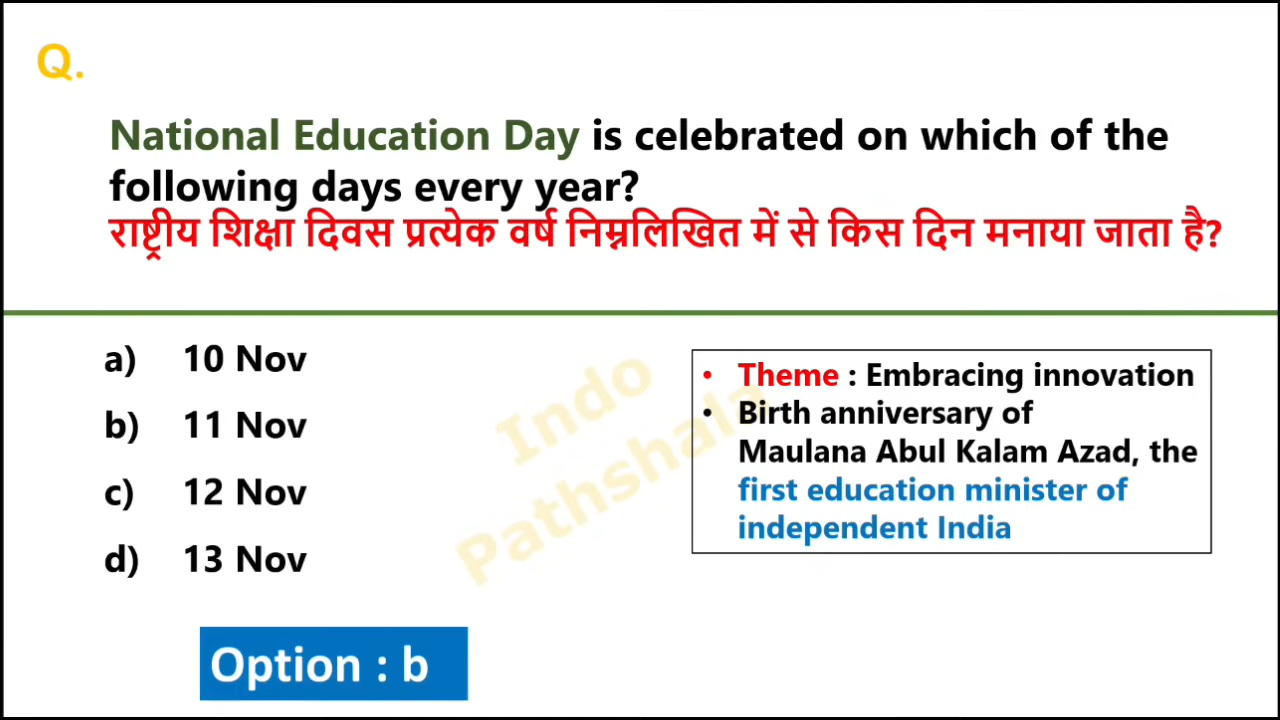 Q.
National Education Day is celebrated on which of the
following days every year?
राष्ट्रीय शिक्षा दिवस प्रत्येक वर्ष निम्नलिखित में से किस दिन मनाया जाता है?
a) 10 Nov
b) 11 Nov
c) 12 Nov
d) 13 Nov
Option : b
• Theme : Embracing innovation
• Birth anniversary of
Maulana Abul Kalam Azad, the
first education minister of
independent India
Indo
Pathshala